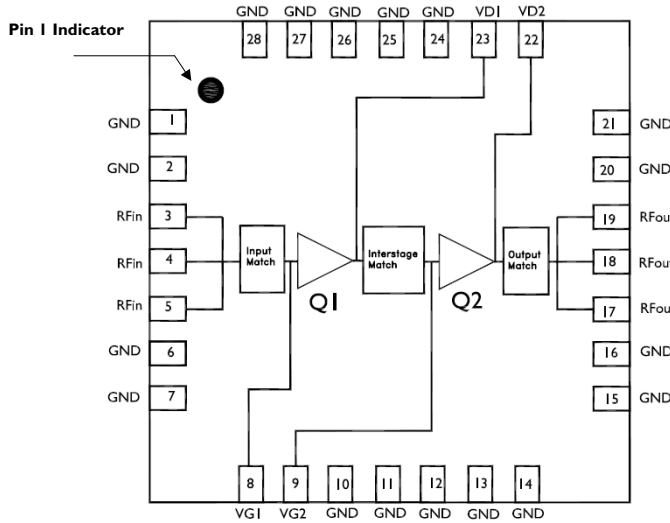 Pin 1 Indicator
GND GND GND GND GND VD1 VD2
28 27 26 25 24 23 22
GND 1
GND 2
RFin 3
RFin 4
RFin 5
GND 6
GND 7
Input
Match
Q1
Interstage
Match
Q2
Output
Match
21 GND
20 GND
19 RFou
18 RFou
17 RFou
16 GND
15 GND
8 9 10 11 12 13 14
VG1 VG2 GND GND GND GND GND